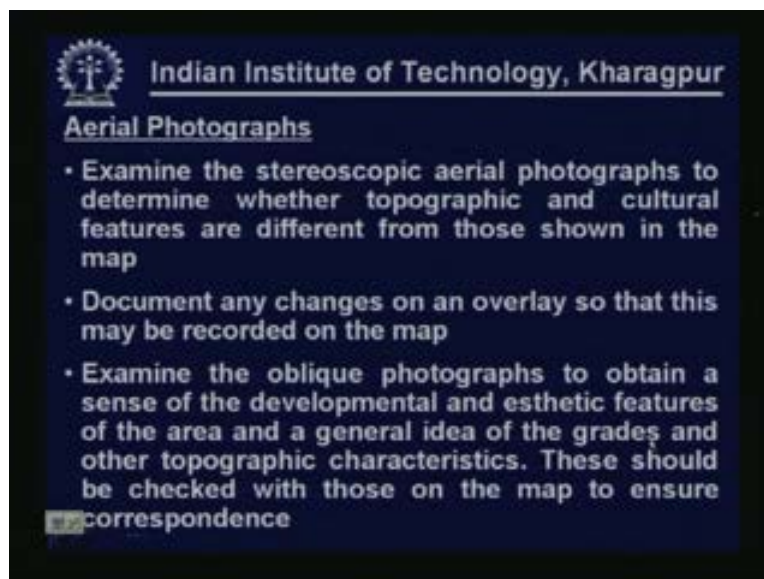 Indian Institute of Technology, Kharagpur
Aerial Photographs
• Examine the stereoscopic aerial photographs to
determine whether topographic and cultural
features are different from those shown in the
map
• Document any changes on an overlay so that this
may be recorded on the map
• Examine the oblique photographs to obtain a
sense of the developmental and esthetic features
of the area and a general idea of the grades and
other topographic characteristics. These should
be checked with those on the map to ensure
correspondence